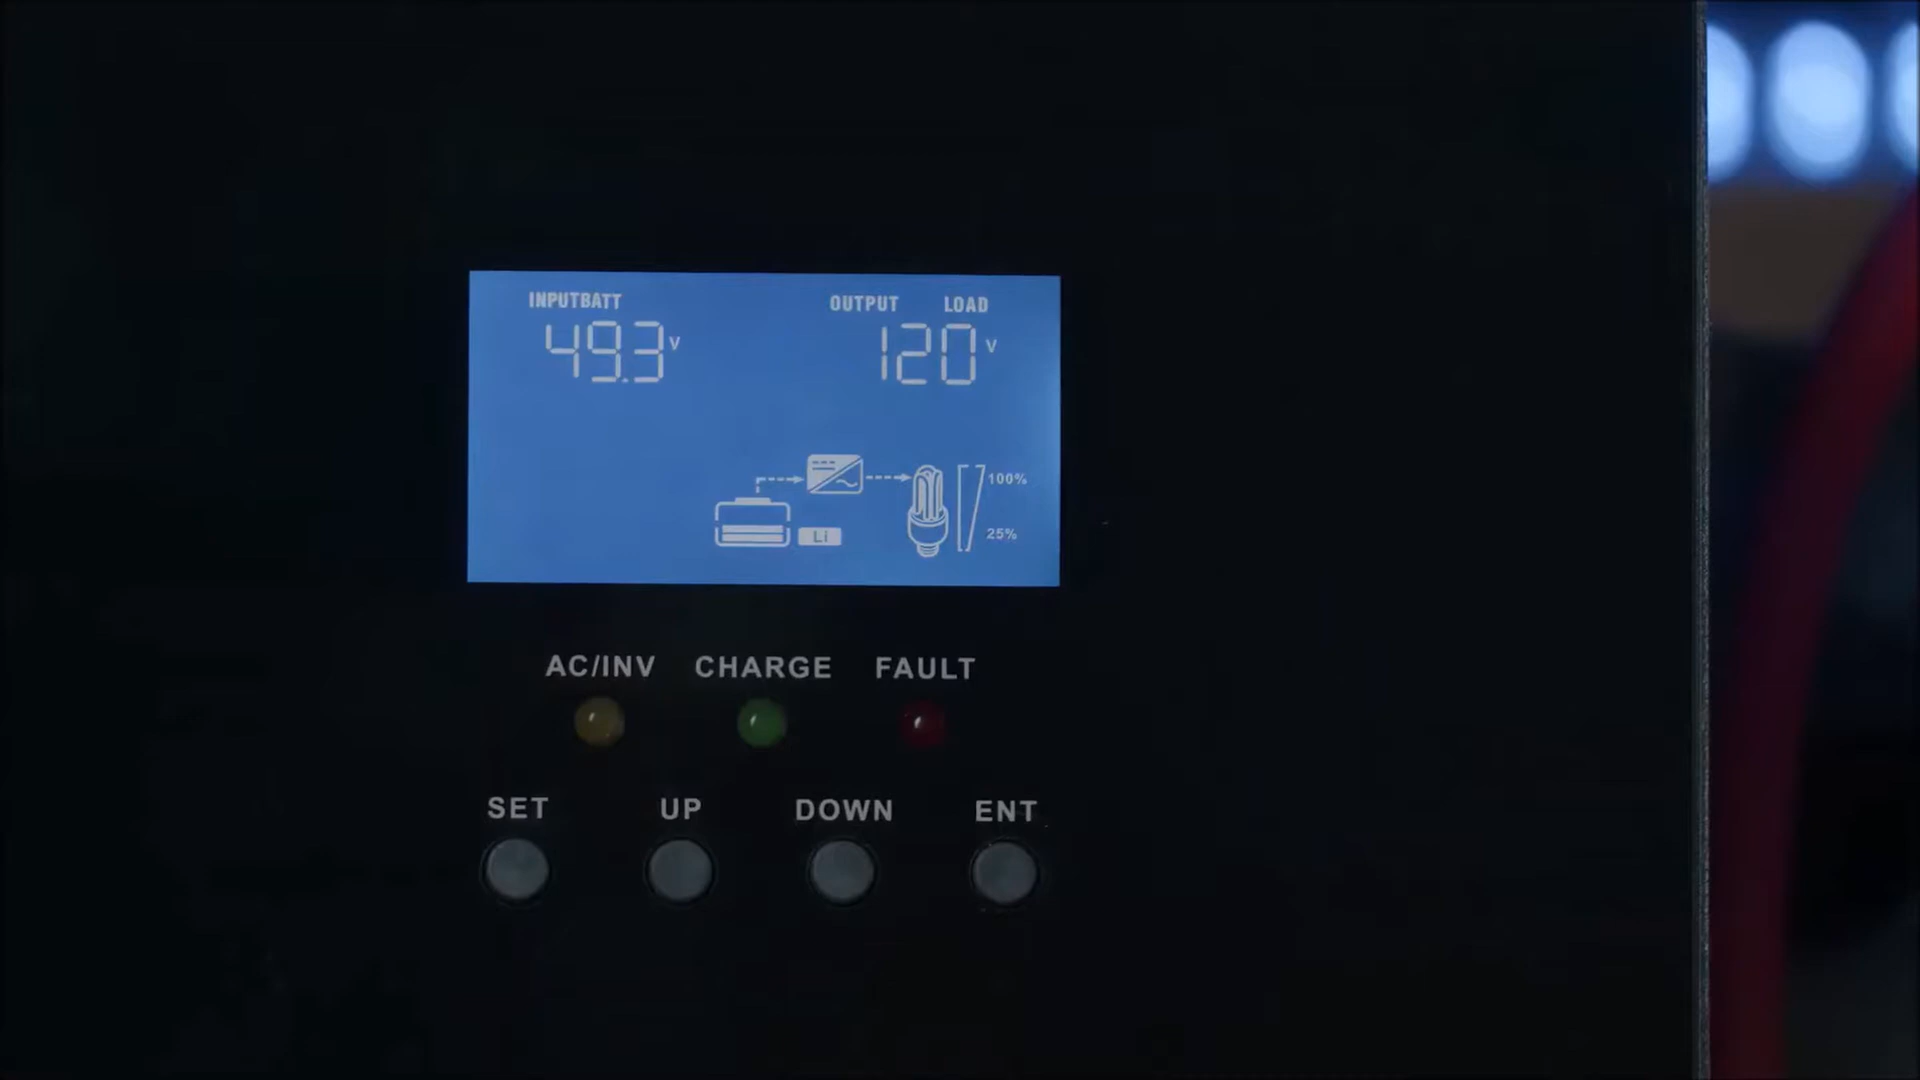 INPUTBATT OUTPUT LOAD
49.3V 120V
100%
Li 25%
AC/INV CHARGE FAULT
SET UP DOWN ENT